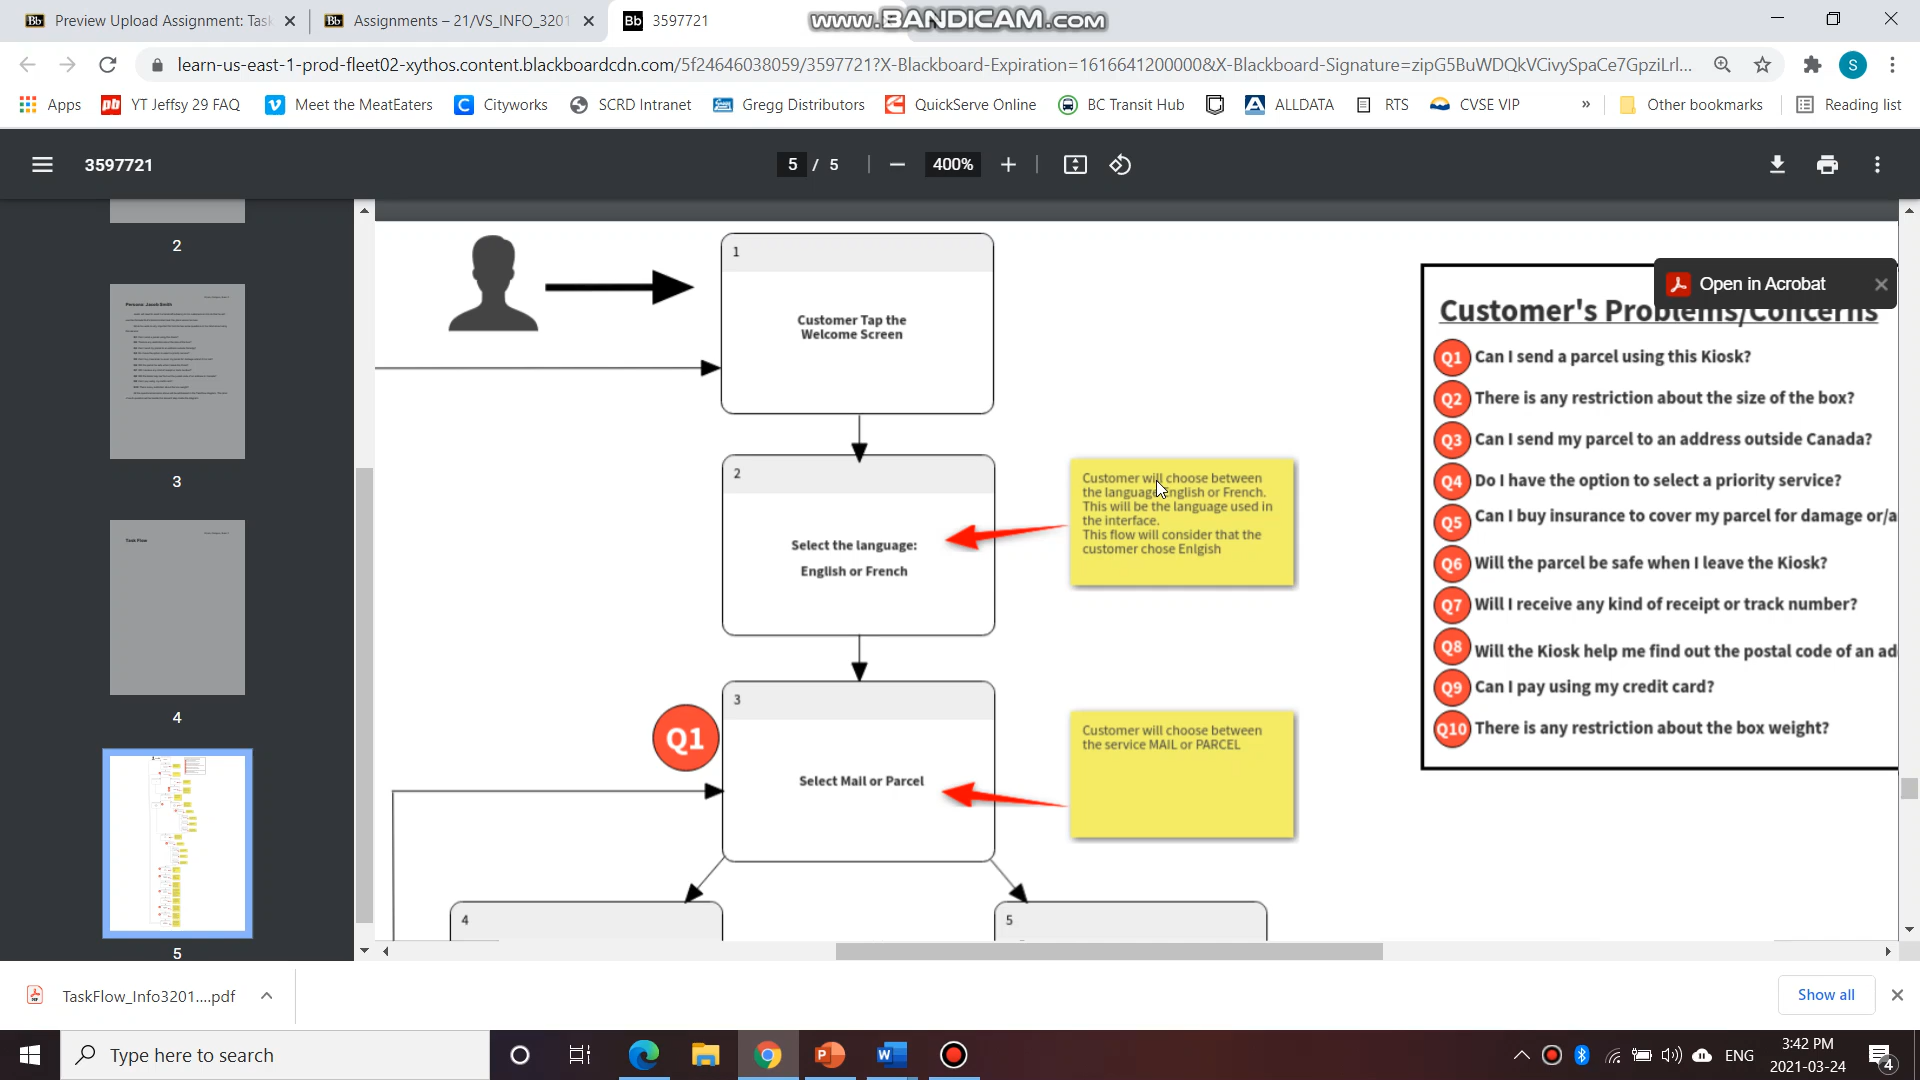 Preview Upload Assignment: Task
Assignments – 21/VS_INFO_3201
3597721
www.BANDICAM.com
learn-us-east-1-prod-fleet02-xythos.content.blackboardcdn.com/5f24646038059/3597721?X-Blackboard-Expiration=1616641200000&X-Blackboard-Signature=zipG5BuWDQkVCivySpaCe7GpziLrl...
S
Apps
YT Jeffsy 29 FAQ
Meet the MeatEaters
Cityworks
SCRD Intranet
Gregg Distributors
QuickServe Online
BC Transit Hub
ALLDATA
RTS
CVSE VIP
»
Other bookmarks
Reading list
3597721
5 / 5
400%
2
3
4
5
Persona: Jacob Smith
Task Flow
1
Customer Tap the
Welcome Screen
2
Select the language:
English or French
Customer will choose between
the language English or French.
This will be the language used in
the interface.
This flow will consider that the
customer chose Enlgish
Q1
3
Select Mail or Parcel
Customer will choose between
the service MAIL or PARCEL
4
5
Open in Acrobat
Customer's Problems/Concerns
Q1 Can I send a parcel using this Kiosk?
Q2 There is any restriction about the size of the box?
Q3 Can I send my parcel to an address outside Canada?
Q4 Do I have the option to select a priority service?
Q5 Can I buy insurance to cover my parcel for damage or/a
Q6 Will the parcel be safe when I leave the Kiosk?
Q7 Will I receive any kind of receipt or track number?
Q8 Will the Kiosk help me find out the postal code of an ad
Q9 Can I pay using my credit card?
Q10 There is any restriction about the box weight?
TaskFlow_Info3201....pdf
Show all
Type here to search
ENG
3:42 PM
2021-03-24
4